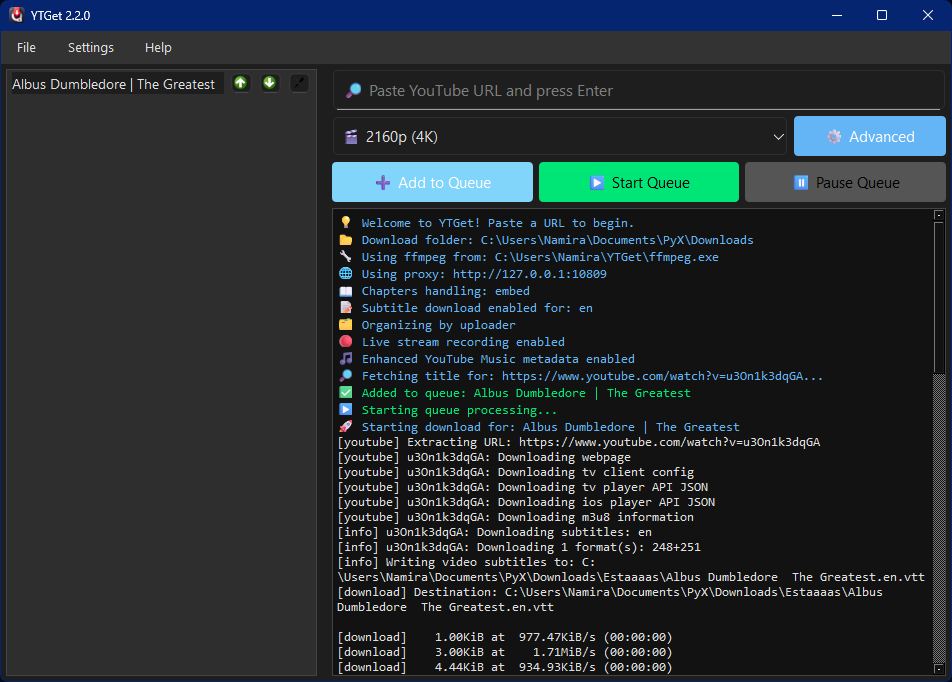 YTGet 2.2.0
File Settings Help
Albus Dumbledore | The Greatest
Paste YouTube URL and press Enter
2160p (4K)
Advanced
Add to Queue
Start Queue
Pause Queue
Welcome to YTGet! Paste a URL to begin.
Download folder: C:\Users\Namira\Documents\PyX\Downloads
Using ffmpeg from: C:\Users\Namira\YTGet\ffmpeg.exe
Using proxy: http://127.0.0.1:10809
Chapters handling: embed
Subtitle download enabled for: en
Organizing by uploader
Live stream recording enabled
Enhanced YouTube Music metadata enabled
Fetching title for: https://www.youtube.com/watch?v=u3On1k3dqGA...
Added to queue: Albus Dumbledore | The Greatest
Starting queue processing...
Starting download for: Albus Dumbledore | The Greatest
[youtube] Extracting URL: https://www.youtube.com/watch?v=u3On1k3dqGA
[youtube] u3On1k3dqGA: Downloading webpage
[youtube] u3On1k3dqGA: Downloading tv client config
[youtube] u3On1k3dqGA: Downloading tv player API JSON
[youtube] u3On1k3dqGA: Downloading ios player API JSON
[youtube] u3On1k3dqGA: Downloading m3u8 information
[info] u3On1k3dqGA: Downloading subtitles: en
[info] u3On1k3dqGA: Downloading 1 format(s): 248+251
[info] Writing video subtitles to: C:
\Users\Namira\Documents\PyX\Downloads\Estaaaas\Albus Dumbledore  The Greatest.en.vtt
[download] Destination: C:\Users\Namira\Documents\PyX\Downloads\Estaaaas\Albus
Dumbledore  The Greatest.en.vtt
[download]    1.00KiB at  977.47KiB/s (00:00:00)
[download]    3.00KiB at    1.71MiB/s (00:00:00)
[download]    4.44KiB at  934.93KiB/s (00:00:00)